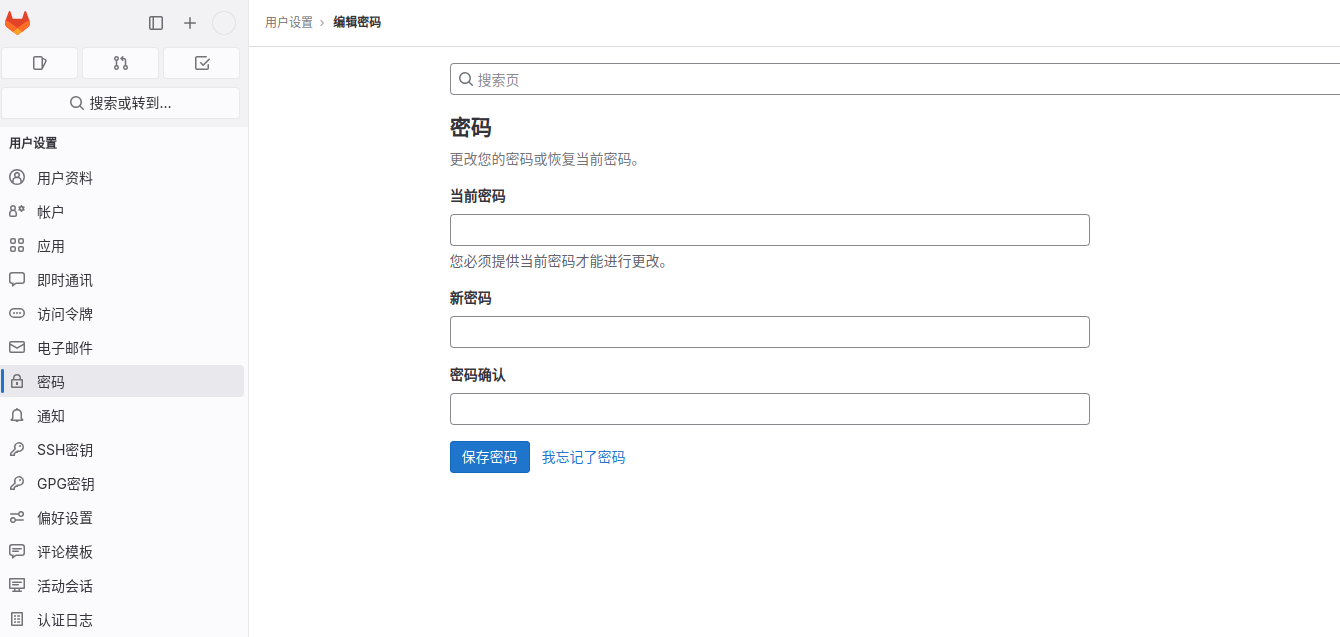 用户设置 › 编辑密码
搜索或转到...
用户设置
用户资料
帐户
应用
即时通讯
访问令牌
电子邮件
密码
通知
SSH密钥
GPG密钥
偏好设置
评论模板
活动会话
认证日志
搜索页
密码
更改您的密码或恢复当前密码。
当前密码
您必须提供当前密码才能进行更改。
新密码
密码确认
保存密码 我忘记了密码